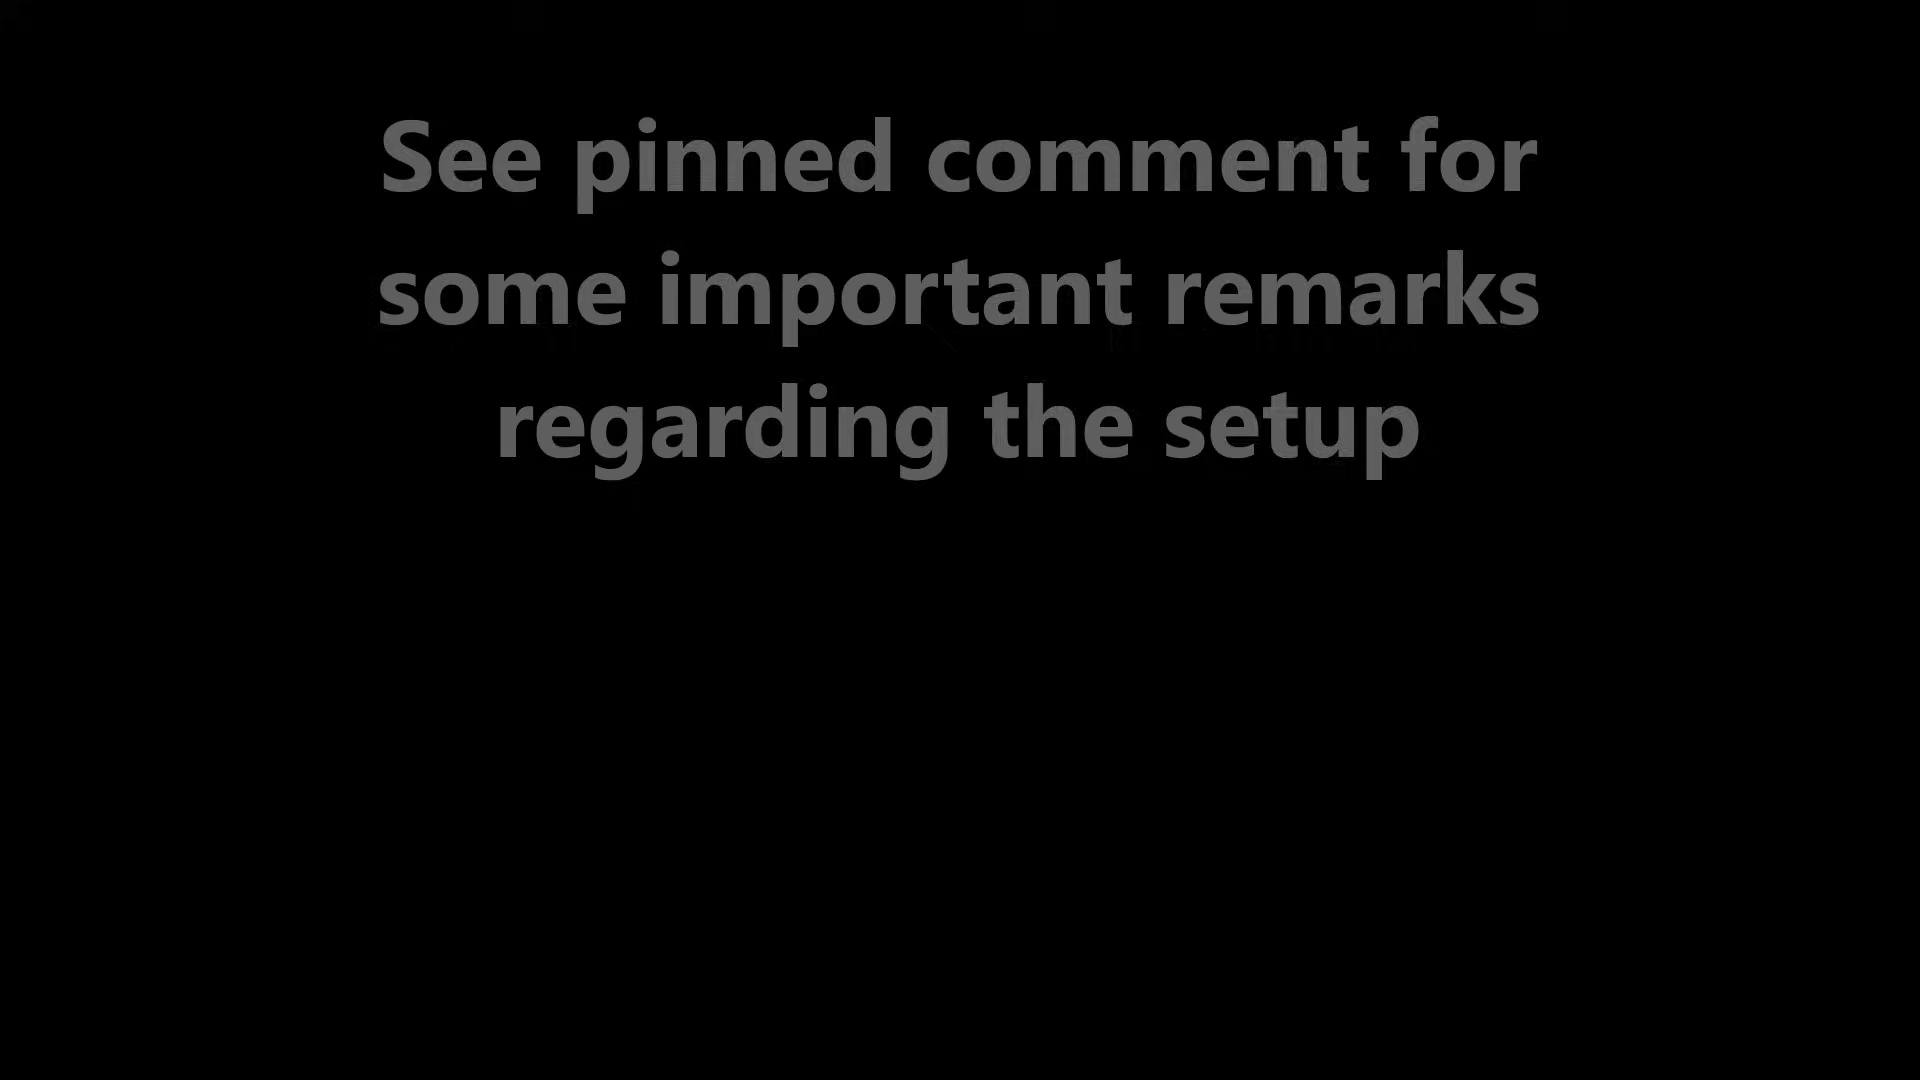 See pinned comment for
some important remarks
regarding the setup